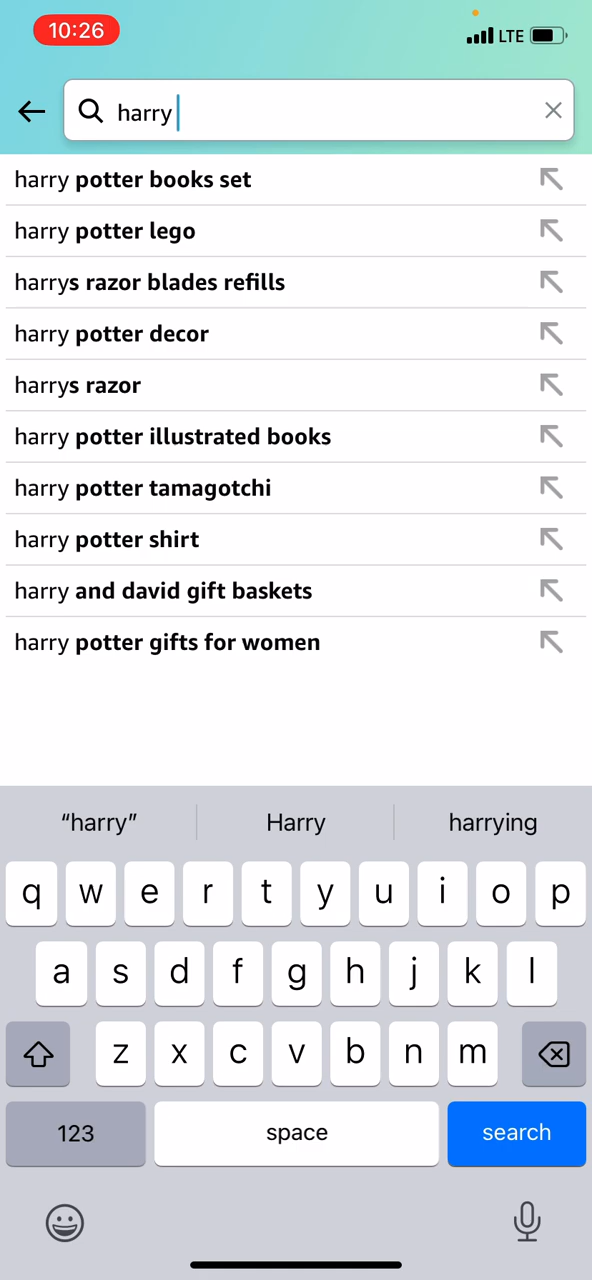 10:26
LTE
harry
harry potter books set
harry potter lego
harrys razor blades refills
harry potter decor
harrys razor
harry potter illustrated books
harry potter tamagotchi
harry potter shirt
harry and david gift baskets
harry potter gifts for women
“harry” Harry harrying
q w e r t y u i o p
a s d f g h j k l
z x c v b n m
123 space search